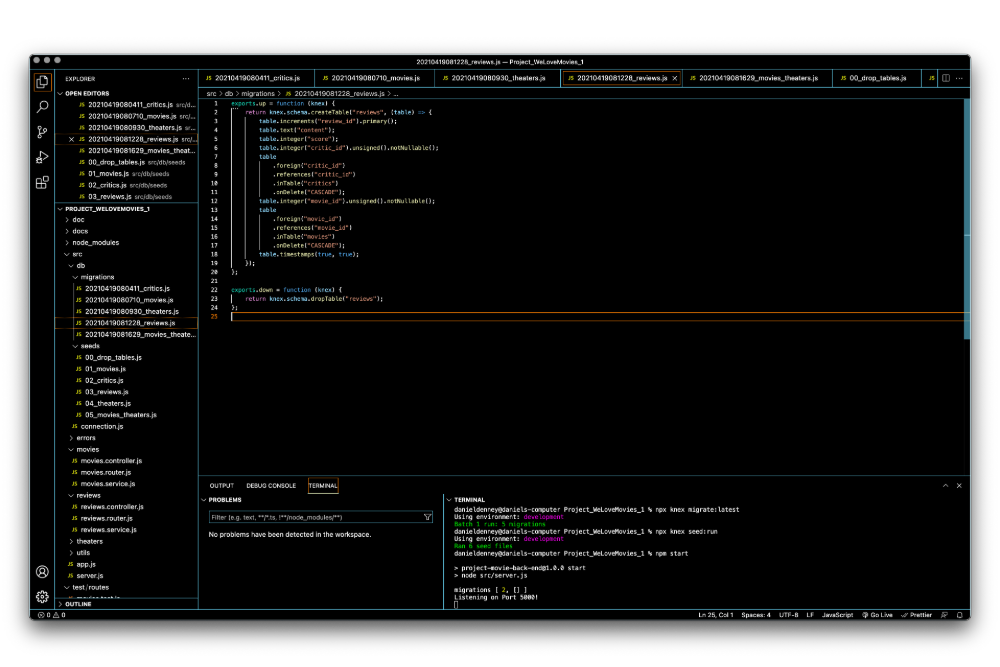 20210419081228_reviews.js — Project_WeLoveMovies_1
EXPLORER
OPEN EDITORS
JS 20210419080411_critics.js src/d...
JS 20210419080710_movies.js src/...
JS 20210419080930_theaters.js sr...
JS 20210419081228_reviews.js src/...
JS 20210419081629_movies_theat...
JS 00_drop_tables.js src/db/seeds
JS 01_movies.js src/db/seeds
JS 02_critics.js src/db/seeds
JS 03_reviews.js src/db/seeds
PROJECT_WELOVEMOVIES_1
doc
docs
node_modules
src
db
migrations
JS 20210419080411_critics.js
JS 20210419080710_movies.js
JS 20210419080930_theaters.js
JS 20210419081228_reviews.js
JS 20210419081629_movies_theate...
seeds
JS 00_drop_tables.js
JS 01_movies.js
JS 02_critics.js
JS 03_reviews.js
JS 04_theaters.js
JS 05_movies_theaters.js
JS connection.js
errors
movies
JS movies.controller.js
JS movies.router.js
JS movies.service.js
reviews
JS reviews.controller.js
JS reviews.router.js
JS reviews.service.js
theaters
utils
JS app.js
JS server.js
test/routes
OUTLINE
JS 20210419080411_critics.js JS 20210419080710_movies.js JS 20210419080930_theaters.js JS 20210419081228_reviews.js JS 20210419081629_movies_theaters.js JS 00_drop_tables.js JS
src > db > migrations > JS 20210419081228_reviews.js > ...
1 exports.up = function (knex) {
2 return knex.schema.createTable("reviews", (table) => {
3 table.increments("review_id").primary();
4 table.text("content");
5 table.integer("score");
6 table.integer("critic_id").unsigned().notNullable();
7 table
8 .foreign("critic_id")
9 .references("critic_id")
10 .inTable("critics")
11 .onDelete("CASCADE");
12 table.integer("movie_id").unsigned().notNullable();
13 table
14 .foreign("movie_id")
15 .references("movie_id")
16 .inTable("movies")
17 .onDelete("CASCADE");
18 table.timestamps(true, true);
19 });
20 };
21
22 exports.down = function (knex) {
23 return knex.schema.dropTable("reviews");
24 };
25
OUTPUT DEBUG CONSOLE TERMINAL
PROBLEMS
Filter (e.g. text, **/*.ts, !**/node_modules/**)
No problems have been detected in the workspace.
TERMINAL
danieldenney@daniels-computer Project_WeLoveMovies_1 % npx knex migrate:latest
Using environment: development
Batch 1 run: 5 migrations
danieldenney@daniels-computer Project_WeLoveMovies_1 % npx knex seed:run
Using environment: development
Ran 6 seed files
danieldenney@daniels-computer Project_WeLoveMovies_1 % npm start
> project-movie-back-end@1.0.0 start
> node src/server.js
migrations [ 2, [] ]
Listening on Port 5000!
0 0 Ln 25, Col 1 Spaces: 4 UTF-8 LF JavaScript Go Live Prettier